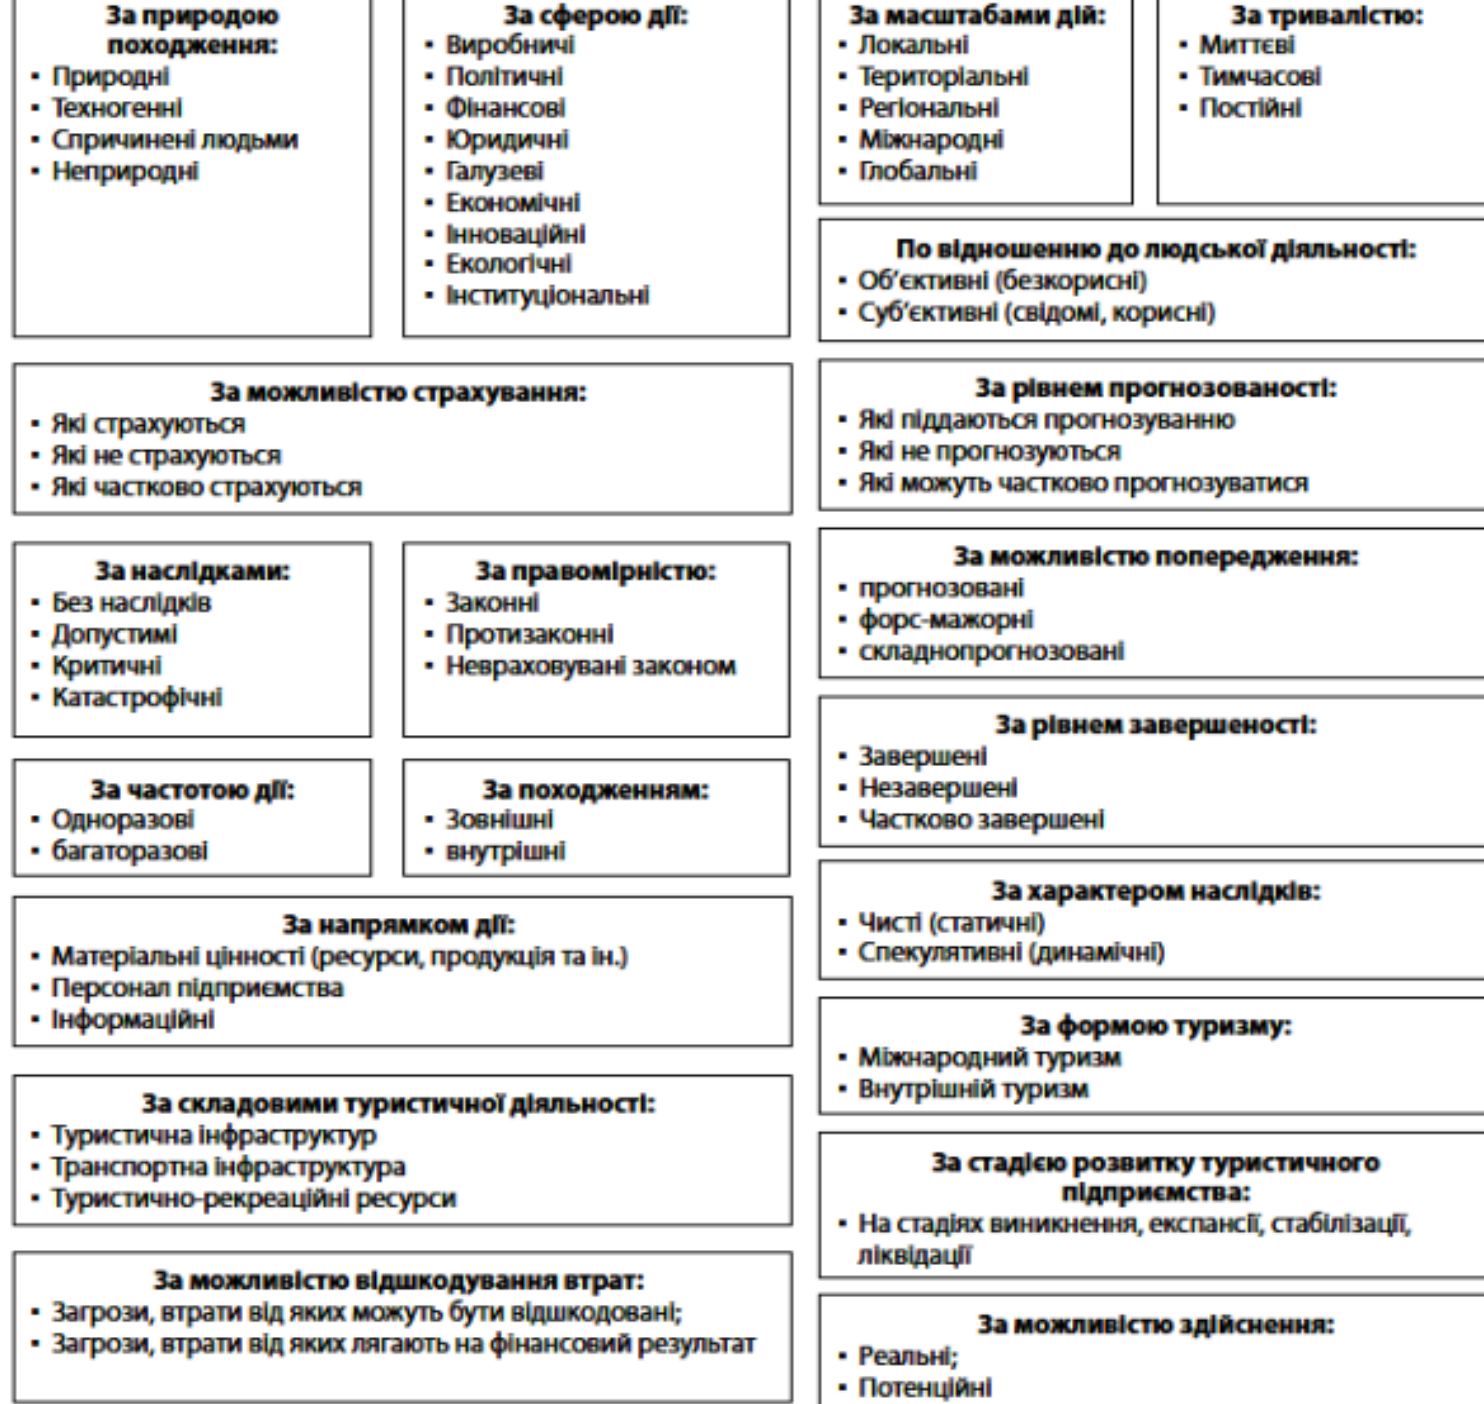 За природою
походження:
▪ Природні
▪ Техногенні
▪ Спричинені людьми
▪ Неприродні
За сферою дії:
▪ Виробничі
▪ Політичні
▪ Фінансові
▪ Юридичні
▪ Галузеві
▪ Економічні
▪ Інноваційні
▪ Екологічні
▪ Інституціональні
За масштабами дій:
▪ Локальні
▪ Територіальні
▪ Регіональні
▪ Міжнародні
▪ Глобальні
За тривалістю:
▪ Миттєві
▪ Тимчасові
▪ Постійні
По відношенню до людської діяльності:
▪ Об’єктивні (безкорисні)
▪ Суб’єктивні (свідомі, корисні)
За можливістю страхування:
▪ Які страхуються
▪ Які не страхуються
▪ Які частково страхуються
За рівнем прогнозованості:
▪ Які піддаються прогнозуванню
▪ Які не прогнозуються
▪ Які можуть частково прогнозуватися
За наслідками:
▪ Без наслідків
▪ Допустимі
▪ Критичні
▪ Катастрофічні
За правомірністю:
▪ Законні
▪ Протизаконні
▪ Невраховувані законом
За можливістю попередження:
▪ прогнозовані
▪ форс-мажорні
▪ складнопрогнозовані
За рівнем завершеності:
▪ Завершені
▪ Незавершені
▪ Частково завершені
За частотою дії:
▪ Одноразові
▪ багаторазові
За походженням:
▪ Зовнішні
▪ внутрішні
За характером наслідків:
▪ Чисті (статичні)
▪ Спекулятивні (динамічні)
За напрямком дії:
▪ Матеріальні цінності (ресурси, продукція та ін.)
▪ Персонал підприємства
▪ Інформаційні
За формою туризму:
▪ Міжнародний туризм
▪ Внутрішній туризм
За складовими туристичної діяльності:
▪ Туристична інфраструктур
▪ Транспортна інфраструктура
▪ Туристично-рекреаційні ресурси
За стадією розвитку туристичного
підприємства:
▪ На стадіях виникнення, експансії, стабілізації,
ліквідації
За можливістю відшкодування втрат:
▪ Загрози, втрати від яких можуть бути відшкодовані;
▪ Загрози, втрати від яких лягають на фінансовий результат
За можливістю здійснення:
▪ Реальні;
▪ Потенційні